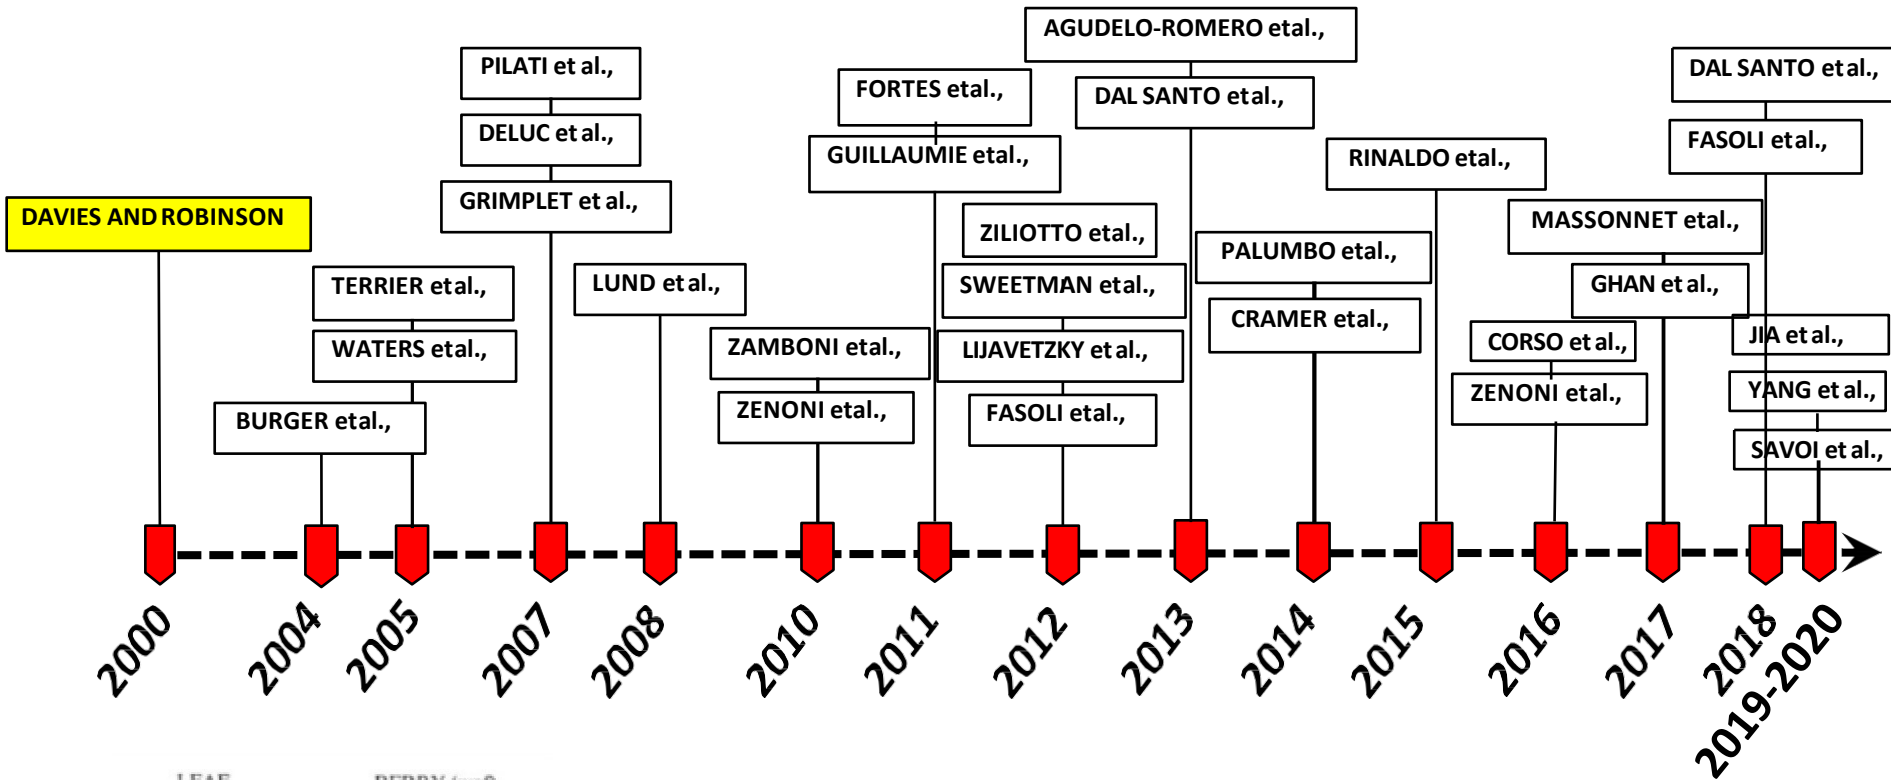 AGUDELO-ROMERO etal.,
PILATI et al.,
DAL SANTO et al.,
FORTES etal.,
DAL SANTO etal.,
DELUC et al.,
FASOLI etal.,
GUILLAUMIE etal.,
RINALDO etal.,
GRIMPLET et al.,
DAVIES AND ROBINSON
MASSONNET etal.,
ZILIOTTO etal.,
PALUMBO etal.,
TERRIER etal.,
LUND et al.,
SWEETMAN etal.,
GHAN et al.,
CRAMER etal.,
WATERS etal.,
ZAMBONI etal.,
LIJAVETZKY etal.,
CORSO et al.,
JIA et al.,
BURGER etal.,
ZENONI etal.,
FASOLI etal.,
ZENONI etal.,
YANG et al.,
SAVOI et al.,
2000
2004
2005
2007
2008
2010
2011
2012
2013
2014
2015
2016
2017
2018
2019-2020